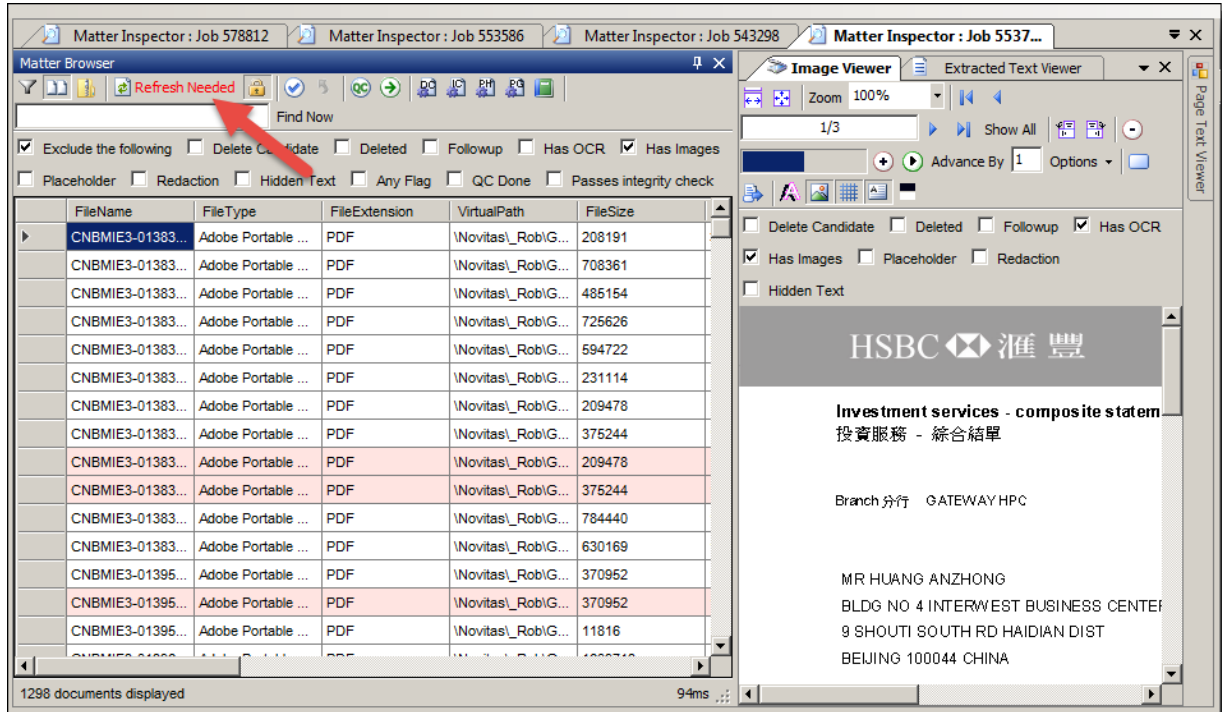 Matter Inspector : Job 578812 Matter Inspector : Job 553586 Matter Inspector : Job 543298 Matter Inspector : Job 5537...
Matter Browser
Refresh Needed QC
Find Now
Exclude the following Delete Candidate Deleted Followup Has OCR Has Images
Placeholder Redaction Hidden Text Any Flag QC Done Passes integrity check
FileName FileType FileExtension VirtualPath FileSize
CNBMIE3-01383... Adobe Portable ... PDF \Novitas\_Rob\G... 208191
CNBMIE3-01383... Adobe Portable ... PDF \Novitas\_Rob\G... 708361
CNBMIE3-01383... Adobe Portable ... PDF \Novitas\_Rob\G... 485154
CNBMIE3-01383... Adobe Portable ... PDF \Novitas\_Rob\G... 725626
CNBMIE3-01383... Adobe Portable ... PDF \Novitas\_Rob\G... 594722
CNBMIE3-01383... Adobe Portable ... PDF \Novitas\_Rob\G... 231114
CNBMIE3-01383... Adobe Portable ... PDF \Novitas\_Rob\G... 209478
CNBMIE3-01383... Adobe Portable ... PDF \Novitas\_Rob\G... 375244
CNBMIE3-01383... Adobe Portable ... PDF \Novitas\_Rob\G... 209478
CNBMIE3-01383... Adobe Portable ... PDF \Novitas\_Rob\G... 375244
CNBMIE3-01383... Adobe Portable ... PDF \Novitas\_Rob\G... 784440
CNBMIE3-01383... Adobe Portable ... PDF \Novitas\_Rob\G... 630169
CNBMIE3-01395... Adobe Portable ... PDF \Novitas\_Rob\G... 370952
CNBMIE3-01395... Adobe Portable ... PDF \Novitas\_Rob\G... 370952
CNBMIE3-01395... Adobe Portable ... PDF \Novitas\_Rob\G... 11816
1298 documents displayed 94ms
Image Viewer Extracted Text Viewer
Zoom 100%
1/3 Show All
Advance By 1 Options
Delete Candidate Deleted Followup Has OCR
Has Images Placeholder Redaction
Hidden Text
HSBC 滙豐
Investment services - composite statem
投資服務 - 綜合結單
Branch 分行 GATEWAY HPC
MR HUANG ANZHONG
BLDG NO 4 INTERWEST BUSINESS CENTER
9 SHOUTI SOUTH RD HAIDIAN DIST
BEIJING 100044 CHINA
Page Text Viewer